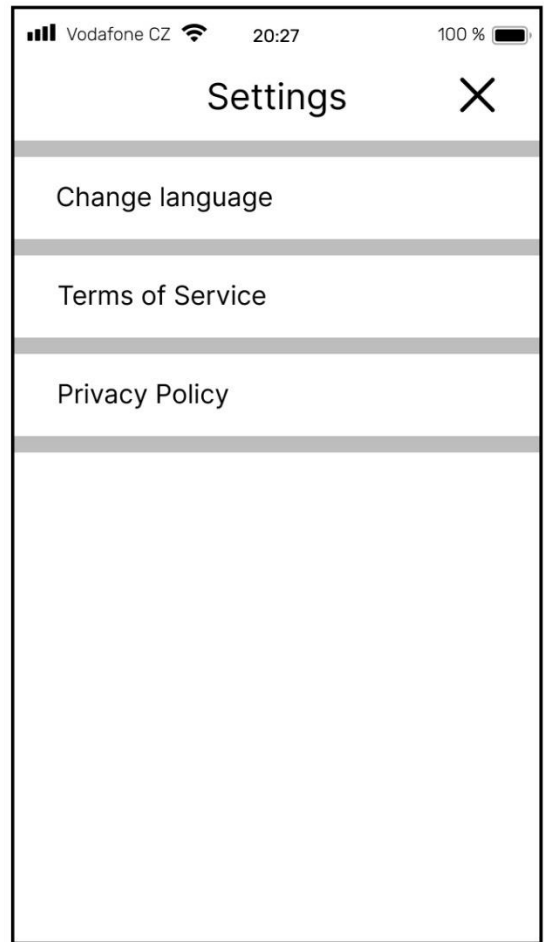 Vodafone CZ 20:27 100 %
Settings
Change language
Terms of Service
Privacy Policy